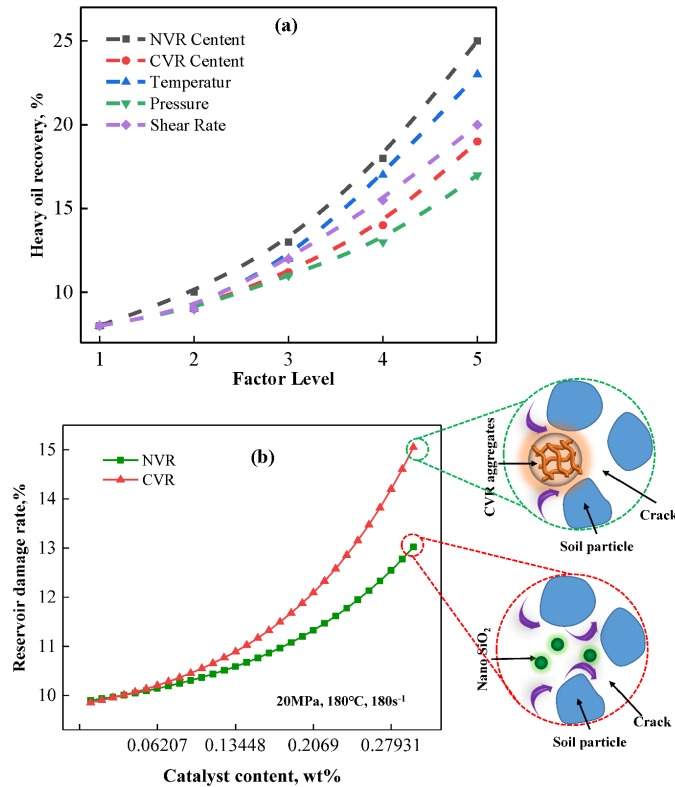 (a)
NVR Centent
CVR Centent
Temperatur
Pressure
Shear Rate
Heavy oil recovery, %
25
20
15
10
1 2 3 4 5
Factor Level
(b)
NVR
CVR
Reservoir damage rate,%
15
14
13
12
11
10
20MPa, 180℃, 180s⁻¹
0.06207 0.13448 0.2069 0.27931
Catalyst content, wt%
CVR aggregates
Crack
Soil particle
Nano SiO₂
Crack
Soil particle